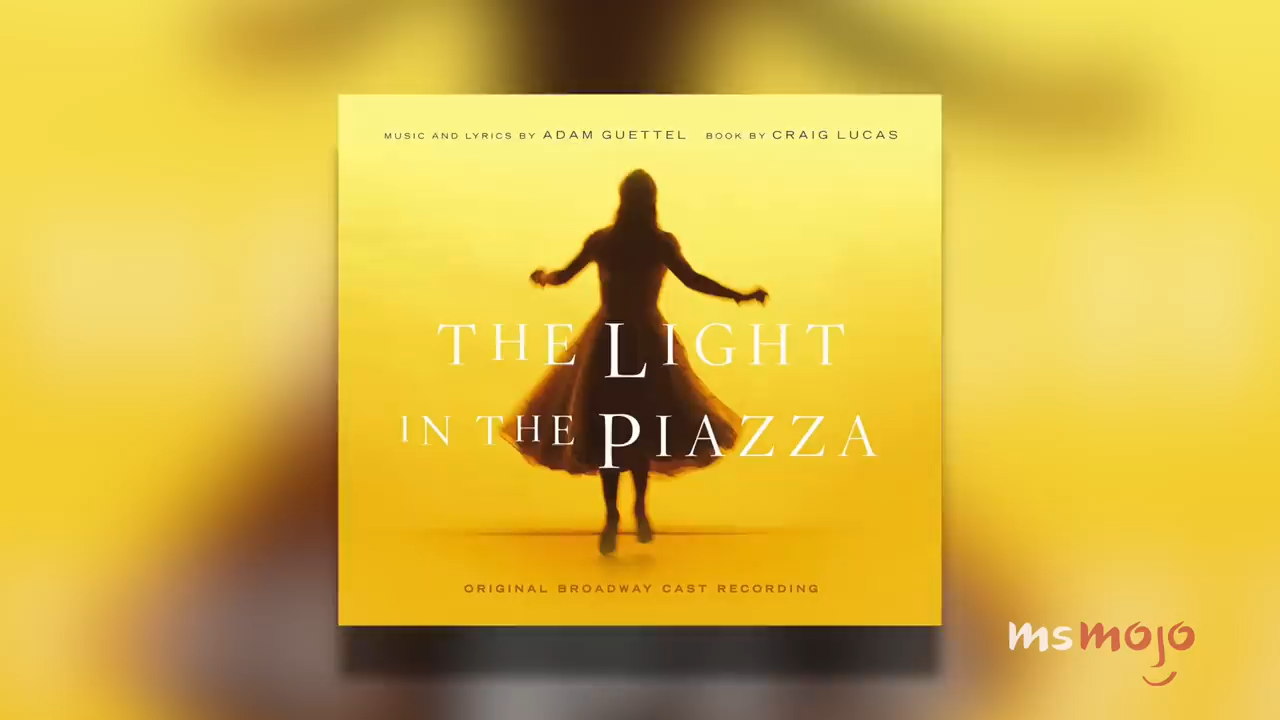 MUSIC AND LYRICS BY ADAM GUETTEL BOOK BY CRAIG LUCAS
THE LIGHT
IN THE PIAZZA
ORIGINAL BROADWAY CAST RECORDING
msmojo